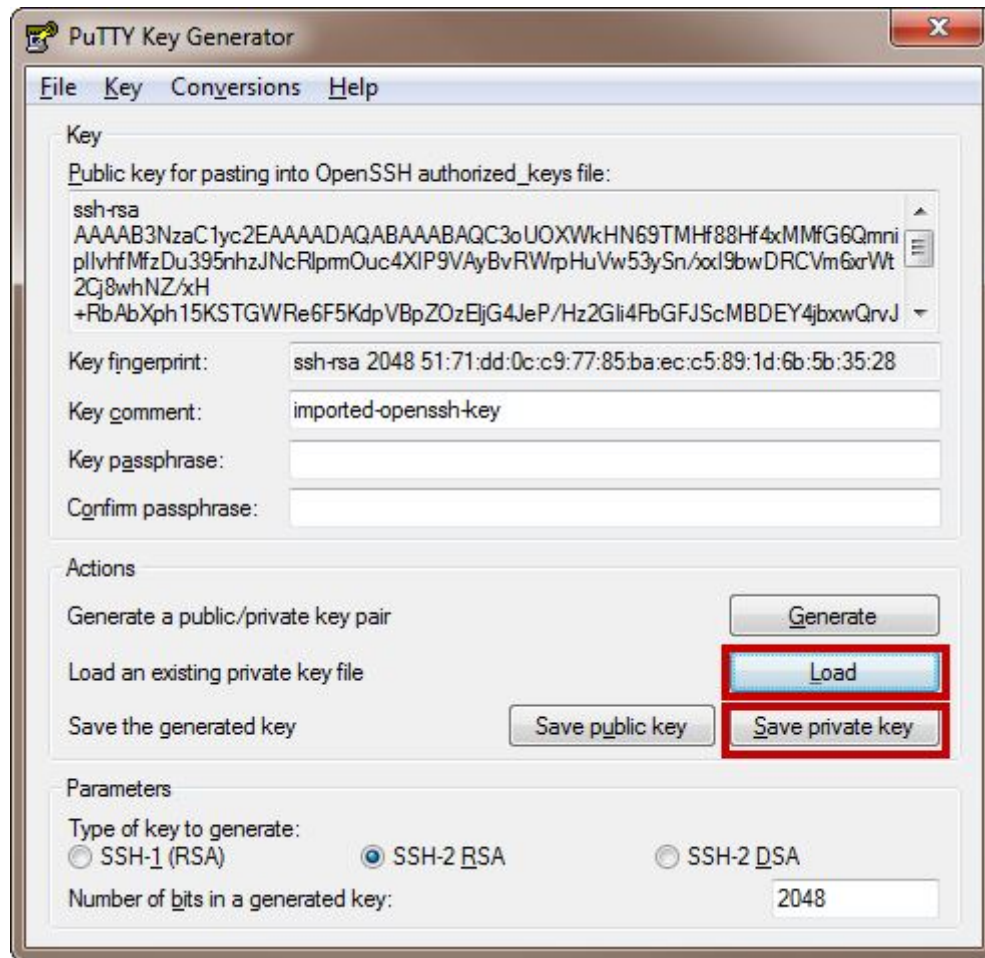 PuTTY Key Generator
File Key Conversions Help
Key
Public key for pasting into OpenSSH authorized_keys file:
ssh-rsa
AAAAB3NzaC1yc2EAAAADAQABAAABAQC3oUOXWkHN69TMHf88Hf4xMMfG6Qmni
pIlvhfMfzDu395nhzJNcRlpmOuc4XIP9VAyBvRWrpHuVw53ySn/xxI9bwDRCVm6xrWt
2Cj8whNZ/xH
+RbAbXph15KSTGWRe6F5KdpVBpZOzEljG4JeP/Hz2Gli4FbGFJScMBDEY4jbxwQrvJ
Key fingerprint: ssh-rsa 2048 51:71:dd:0c:c9:77:85:ba:ec:c5:89:1d:6b:5b:35:28
Key comment: imported-openssh-key
Key passphrase:
Confirm passphrase:
Actions
Generate a public/private key pair Generate
Load an existing private key file Load
Save the generated key Save public key Save private key
Parameters
Type of key to generate:
SSH-1 (RSA) SSH-2 RSA SSH-2 DSA
Number of bits in a generated key: 2048